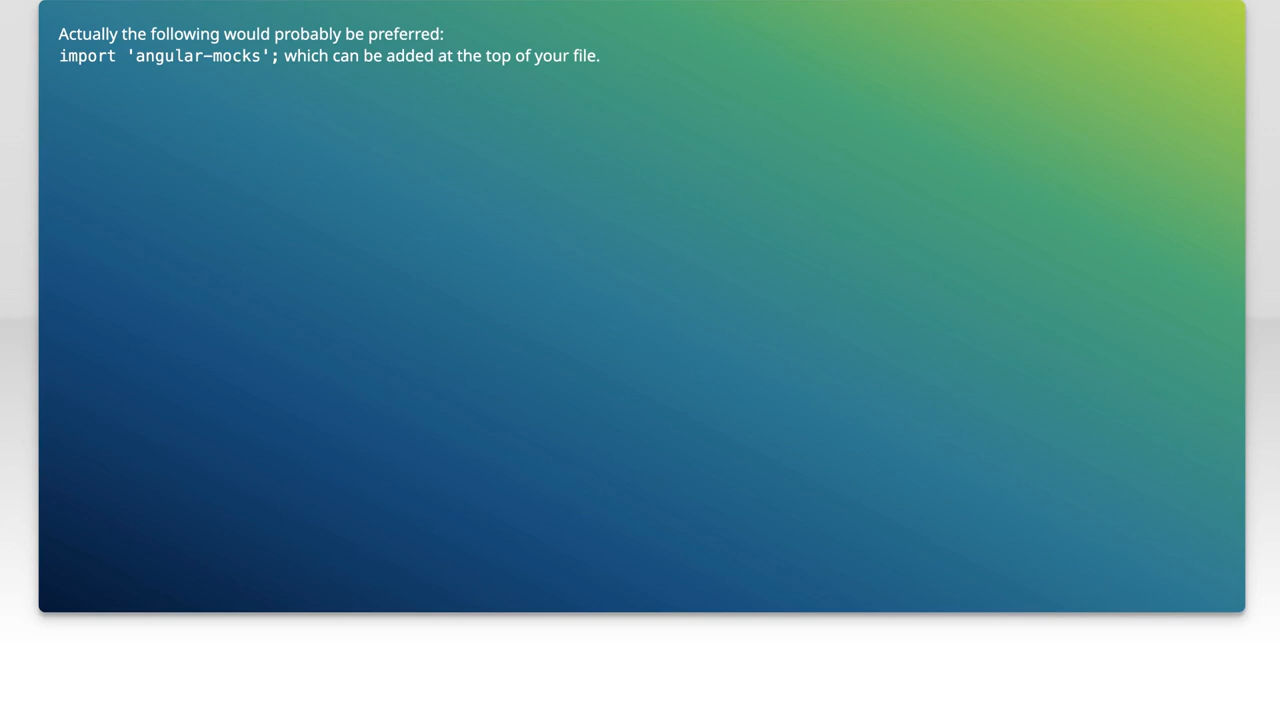 Actually the following would probably be preferred:
import 'angular-mocks'; which can be added at the top of your file.